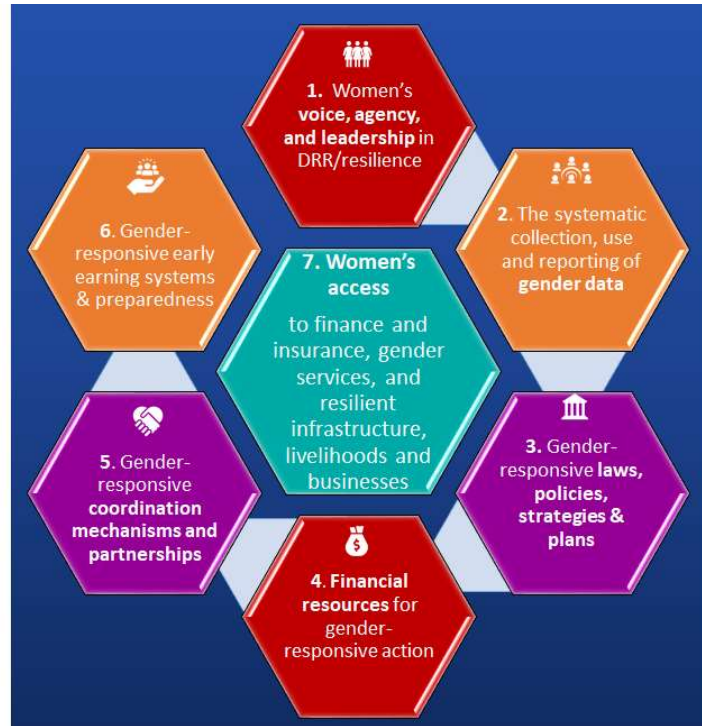 1. Women's
voice, agency,
and leadership in
DRR/resilience
2. The systematic
collection, use
and reporting of
gender data
3. Gender-
responsive laws,
policies,
strategies &
plans
4. Financial
resources for
gender-
responsive action
5. Gender-
responsive
coordination
mechanisms and
partnerships
6. Gender-
responsive early
earning systems
& preparedness
7. Women's
access
to finance and
insurance, gender
services, and
resilient
infrastructure,
livelihoods and
businesses